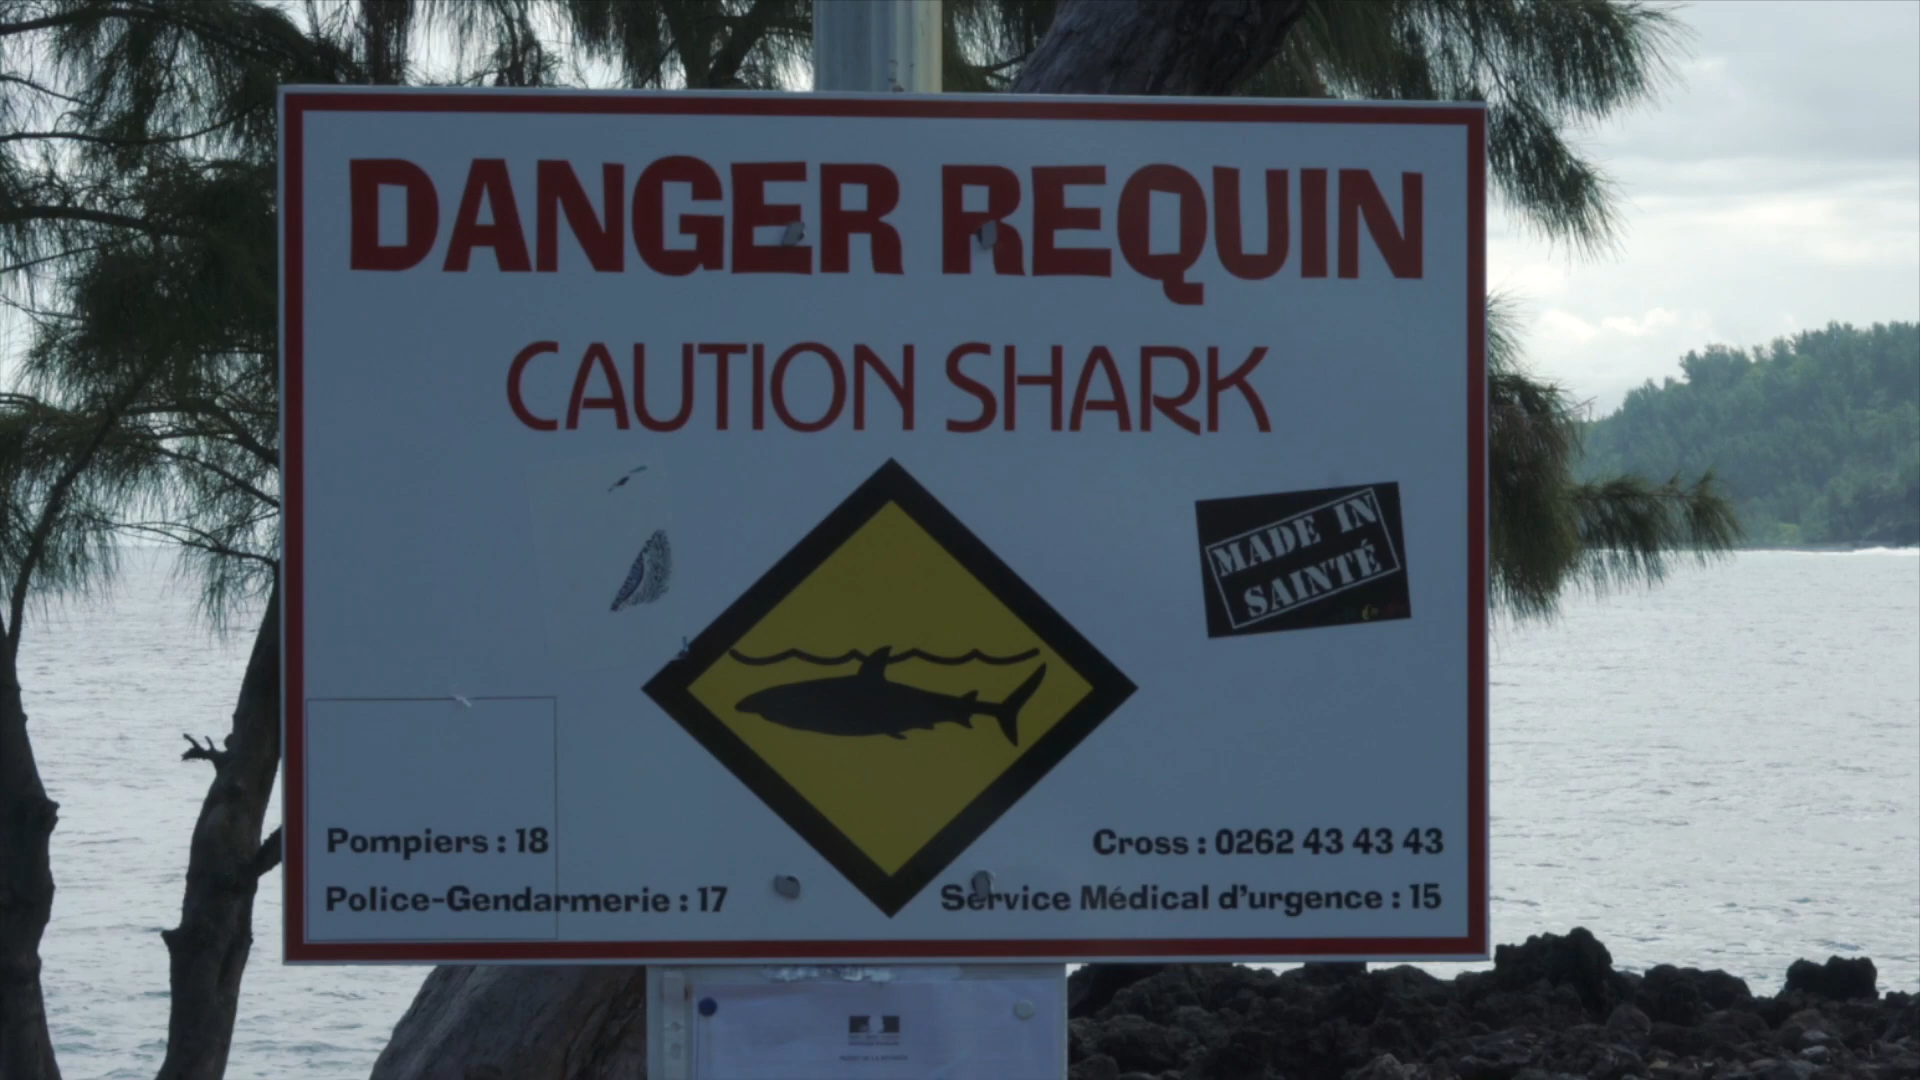 DANGER REQUIN
CAUTION SHARK
MADE IN
SAINTÉ
Pompiers : 18
Cross : 0262 43 43 43
Police-Gendarmerie : 17
Service Médical d'urgence : 15